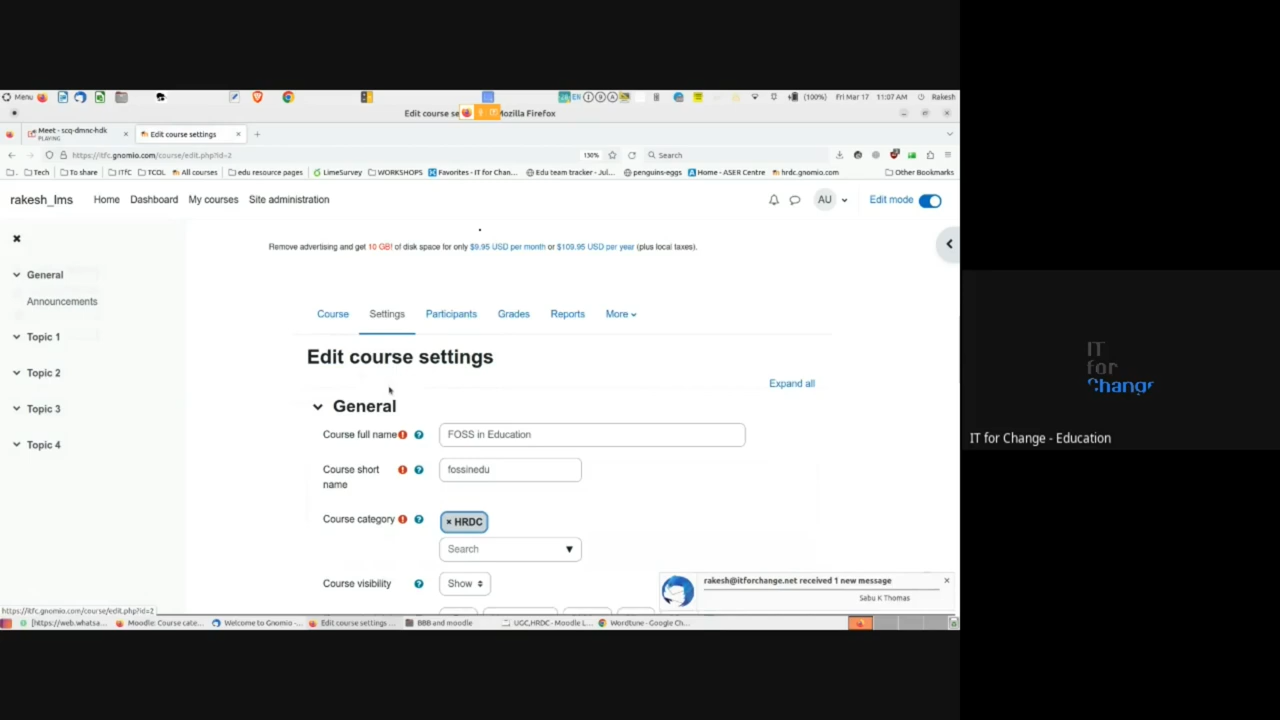 Menu
EN
(100%)
Fri Mar 17
11:07 AM
Rakesh
Edit course se
Mozilla Firefox
Meet - scq-dmnc-hdk
PLAYING
Edit course settings
https://itfc.gnomio.com/course/edit.php?id=2
130%
Search
Tech
To share
ITfC
TCOL
All courses
edu resource pages
LimeSurvey
WORKSHOPS
Favorites - IT for Chan...
Edu team tracker - Jul...
penguins-eggs
Home - ASER Centre
hrdc.gnomio.com
Other Bookmarks
rakesh_lms
Home
Dashboard
My courses
Site administration
AU
Edit mode
Remove advertising and get 10 GB! of disk space for only $9.95 USD per month or $109.95 USD per year (plus local taxes).
General
Announcements
Topic 1
Topic 2
Topic 3
Topic 4
Course
Settings
Participants
Grades
Reports
More
Edit course settings
Expand all
General
Course full name
FOSS in Education
Course short
name
fossinedu
Course category
× HRDC
Search
Course visibility
Show
rakesh@itforchange.net received 1 new message
Sabu K Thomas
https://itfc.gnomio.com/course/edit.php?id=2
[https://web.whatsa...
Moodle: Course cate...
Welcome to Gnomio -...
Edit course settings ...
BBB and moodle
UGC,HRDC - Moodle L...
Wordtune - Google Ch...
IT
for
Change
IT for Change - Education